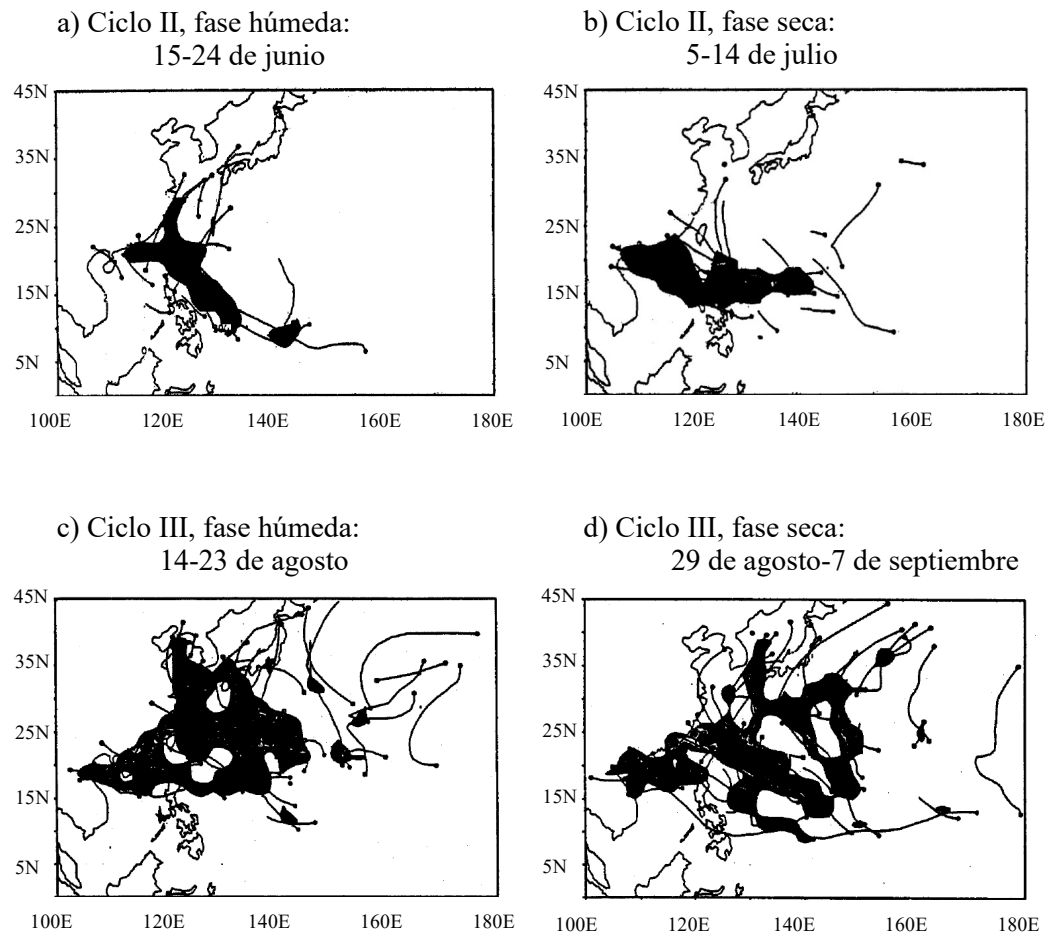 a) Ciclo II, fase húmeda:
15-24 de junio
45N
35N
25N
15N
5N
100E 120E 140E 160E 180E
b) Ciclo II, fase seca:
5-14 de julio
45N
35N
25N
15N
5N
100E 120E 140E 160E 180E
c) Ciclo III, fase húmeda:
14-23 de agosto
45N
35N
25N
15N
5N
100E 120E 140E 160E 180E
d) Ciclo III, fase seca:
29 de agosto-7 de septiembre
45N
35N
25N
15N
5N
100E 120E 140E 160E 180E